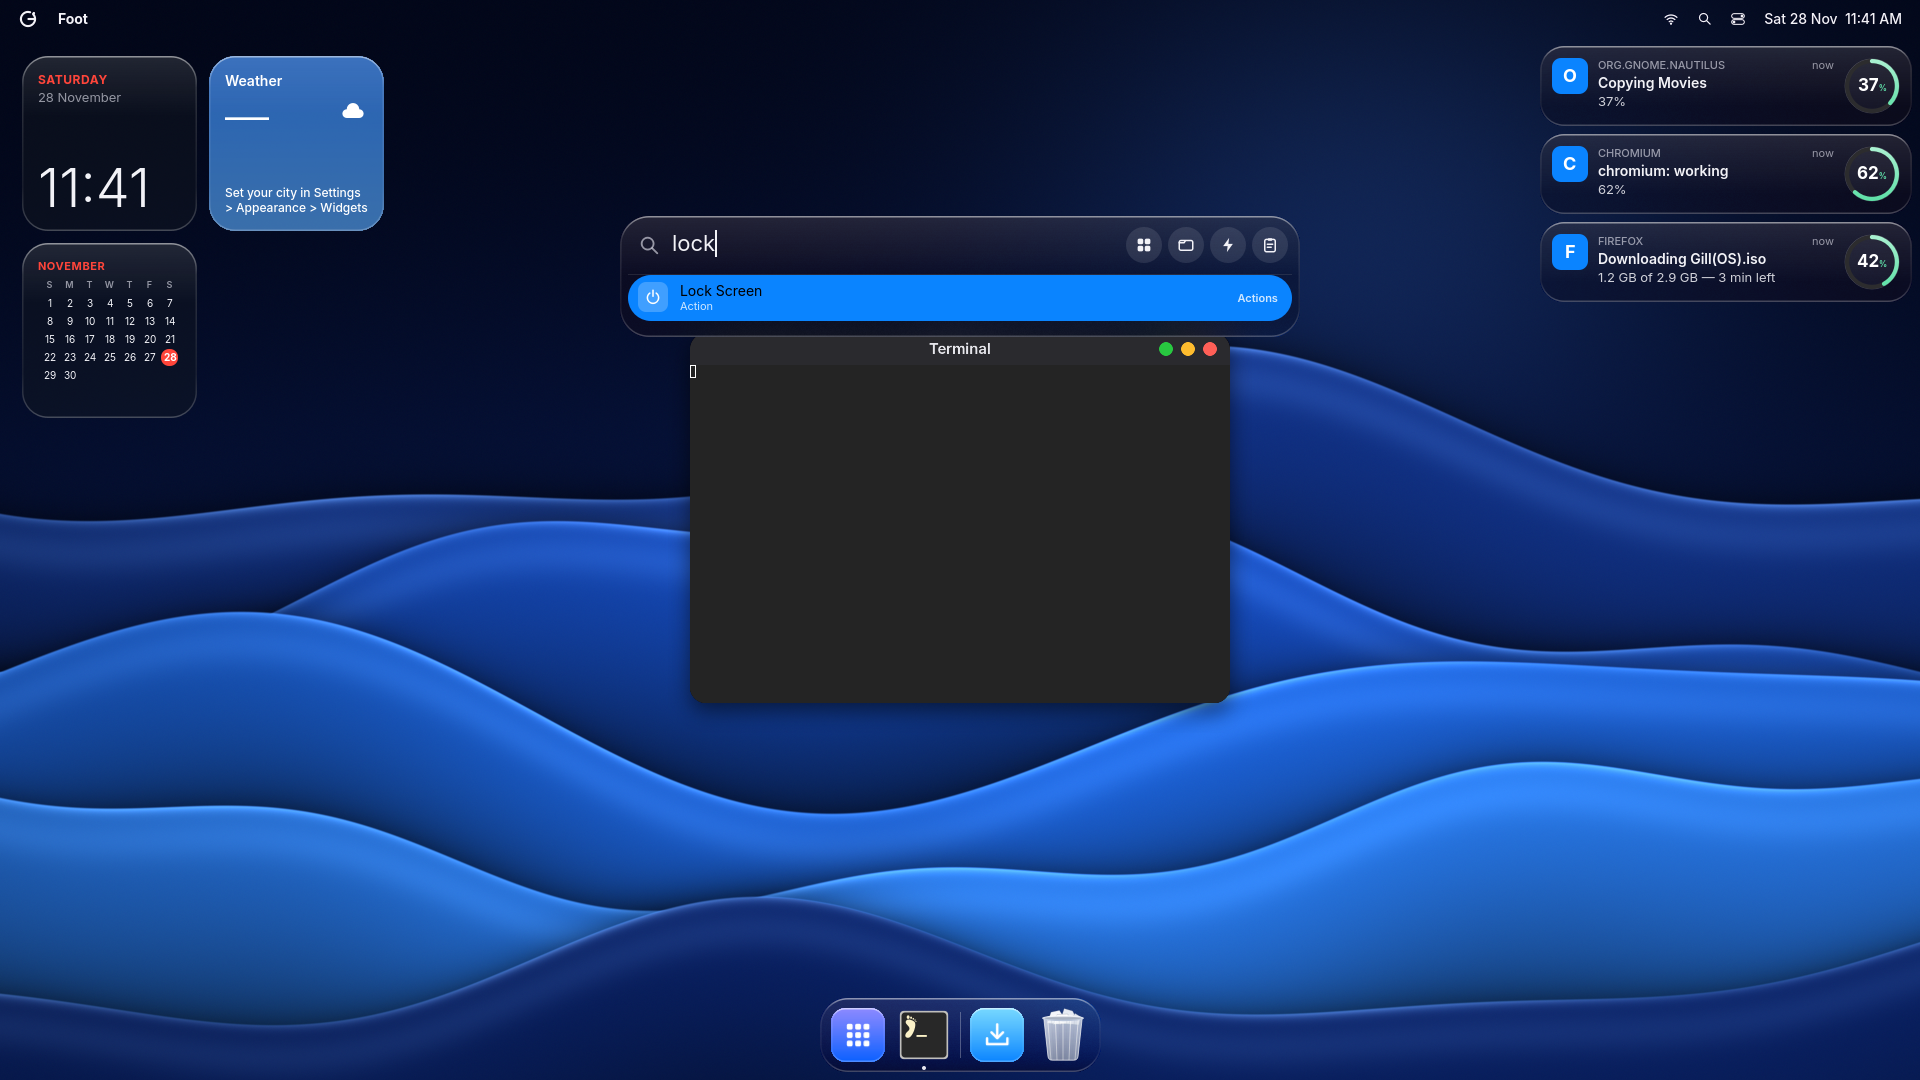 Foot
Sat 28 Nov 11:41 AM
SATURDAY
28 November
11:41
Weather
Set your city in Settings
> Appearance > Widgets
NOVEMBER
S M T W T F S
1 2 3 4 5 6 7
8 9 10 11 12 13 14
15 16 17 18 19 20 21
22 23 24 25 26 27 28
29 30
lock
Lock Screen
Action
Actions
Terminal
O
ORG.GNOME.NAUTILUS
now
Copying Movies
37%
37%
C
CHROMIUM
now
chromium: working
62%
62%
F
FIREFOX
now
Downloading Gill(OS).iso
1.2 GB of 2.9 GB — 3 min left
42%